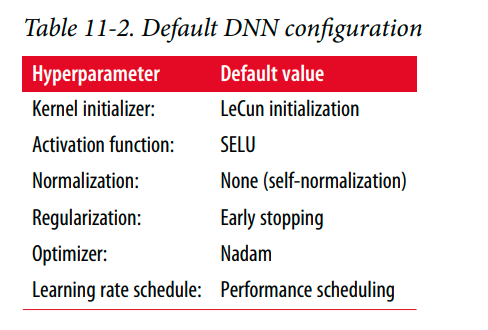 Table 11-2. Default DNN configuration
Hyperparameter Default value
Kernel initializer: LeCun initialization
Activation function: SELU
Normalization: None (self-normalization)
Regularization: Early stopping
Optimizer: Nadam
Learning rate schedule: Performance scheduling